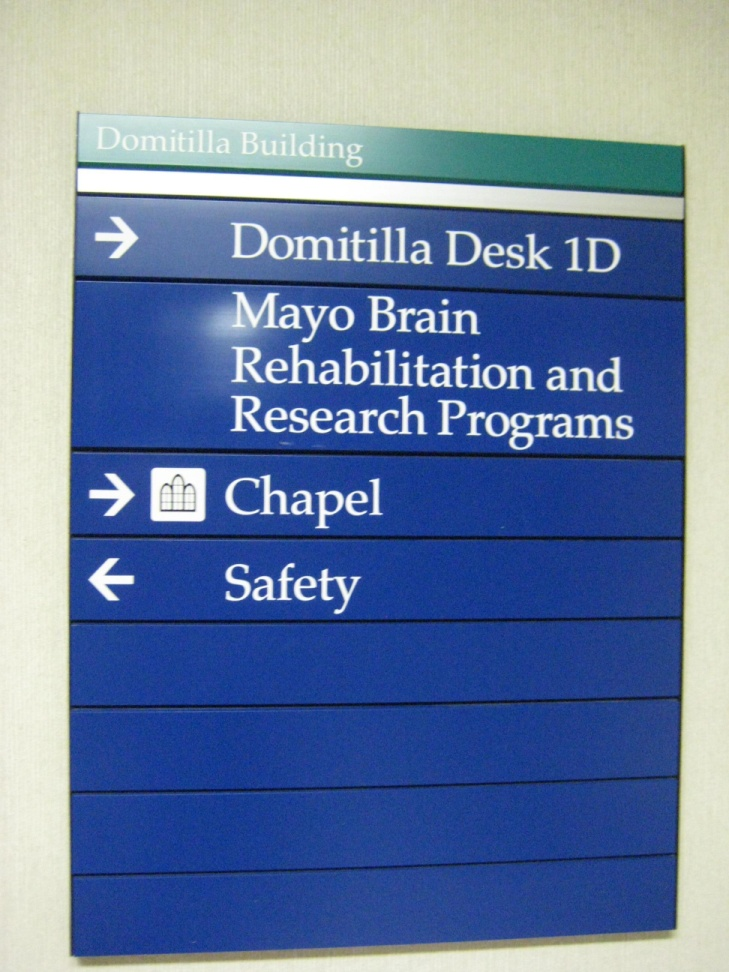 Domitilla Building
Domitilla Desk 1D
Mayo Brain
Rehabilitation and
Research Programs
Chapel
Safety